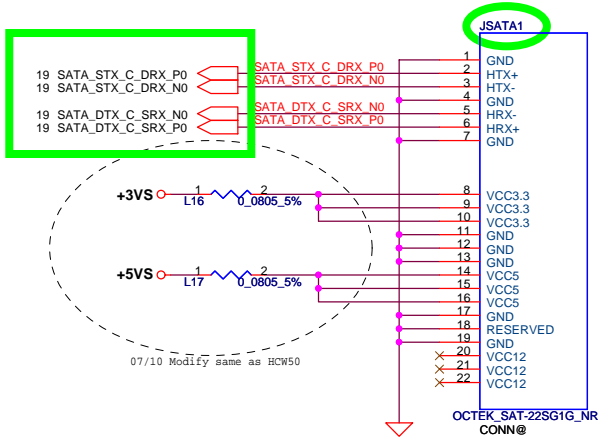 JSATA1
SATA_STX_C_DRX_P0
SATA_STX_C_DRX_N0
SATA_DTX_C_SRX_N0
SATA_DTX_C_SRX_P0
19 SATA_STX_C_DRX_P0
19 SATA_STX_C_DRX_N0
19 SATA_DTX_C_SRX_N0
19 SATA_DTX_C_SRX_P0
1 GND
2 HTX+
3 HTX-
4 GND
5 HRX-
6 HRX+
7 GND
+3VS 1 2
L16 0_0805_5%
8 VCC3.3
9 VCC3.3
10 VCC3.3
11 GND
12 GND
13 GND
+5VS 1 2
L17 0_0805_5%
14 VCC5
15 VCC5
16 VCC5
17 GND
18 RESERVED
19 GND
20 VCC12
21 VCC12
22 VCC12
07/10 Modify same as HCW50
OCTEK_SAT-22SG1G_NR
CONN@